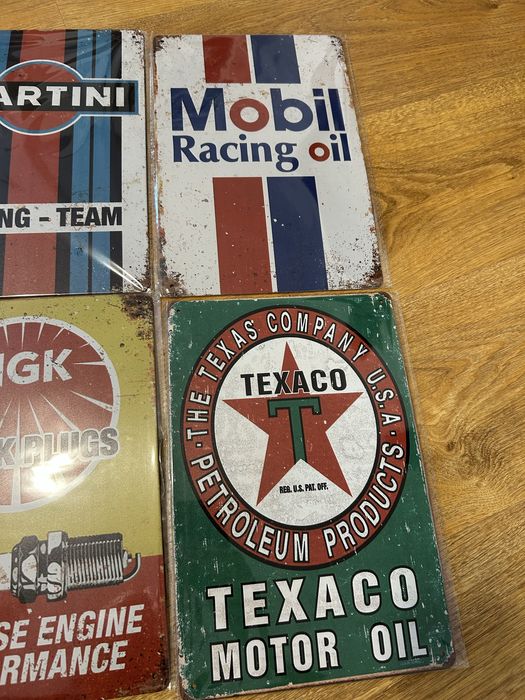 ARTINI
NG - TEAM
Mobil
Racing oil
NGK
K PLUGS
SE ENGINE
RMANCE
THE TEXAS COMPANY U.S.A.
TEXACO
T
REG. U.S. PAT. OFF.
PETROLEUM PRODUCTS
TEXACO
MOTOR OIL